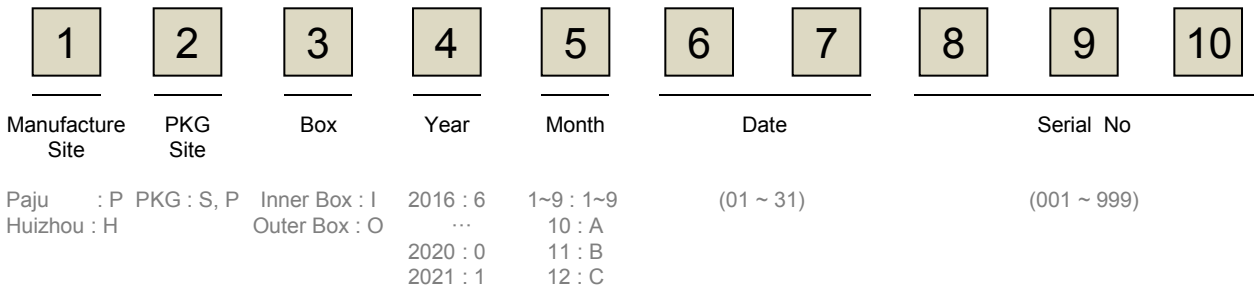 1 2 3 4 5 6 7 8 9 10
Manufacture Site PKG Site Box Year Month Date Serial No
Paju : P PKG : S, P Inner Box : I 2016 : 6 1~9 : 1~9 (01 ~ 31) (001 ~ 999)
Huizhou : H Outer Box : O … 10 : A
2020 : 0 11 : B
2021 : 1 12 : C